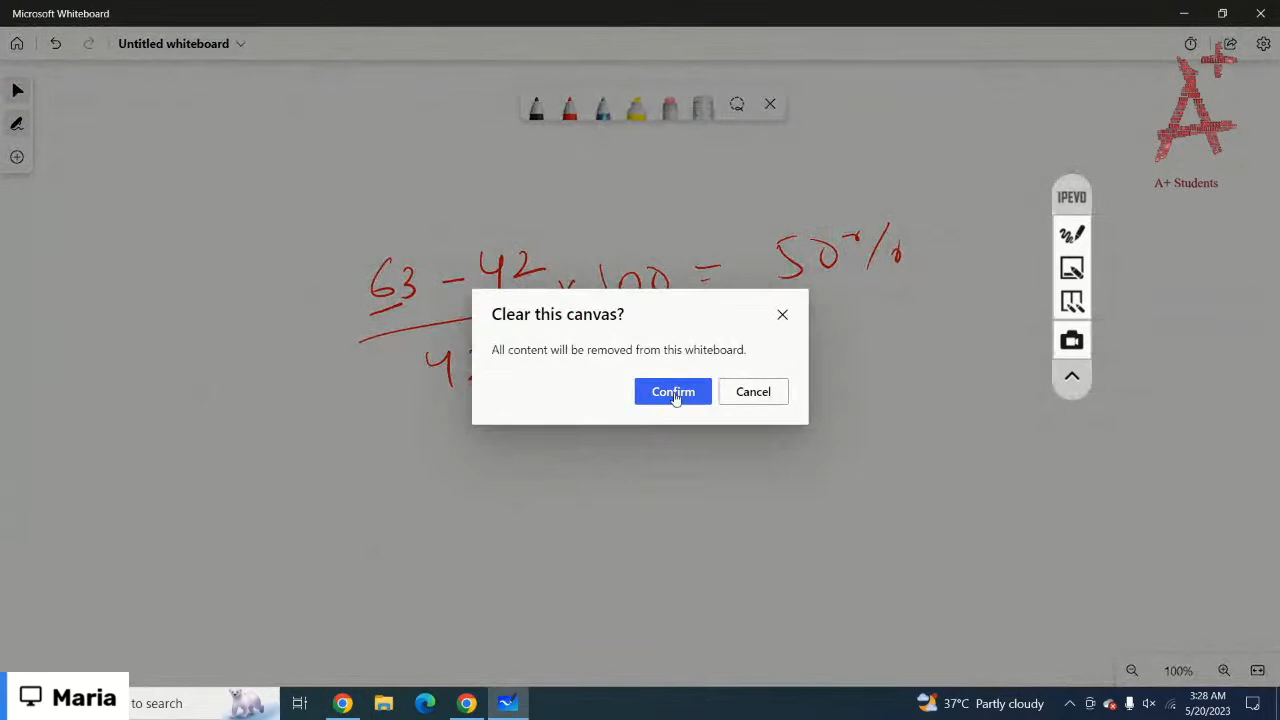 Microsoft Whiteboard
Untitled whiteboard
A+ Students
IPEVO
63 - 42 × 100 = 50%
Clear this canvas?
All content will be removed from this whiteboard.
Confirm
Cancel
100%
Maria
to search
37°C Partly cloudy
3:28 AM
5/20/2023